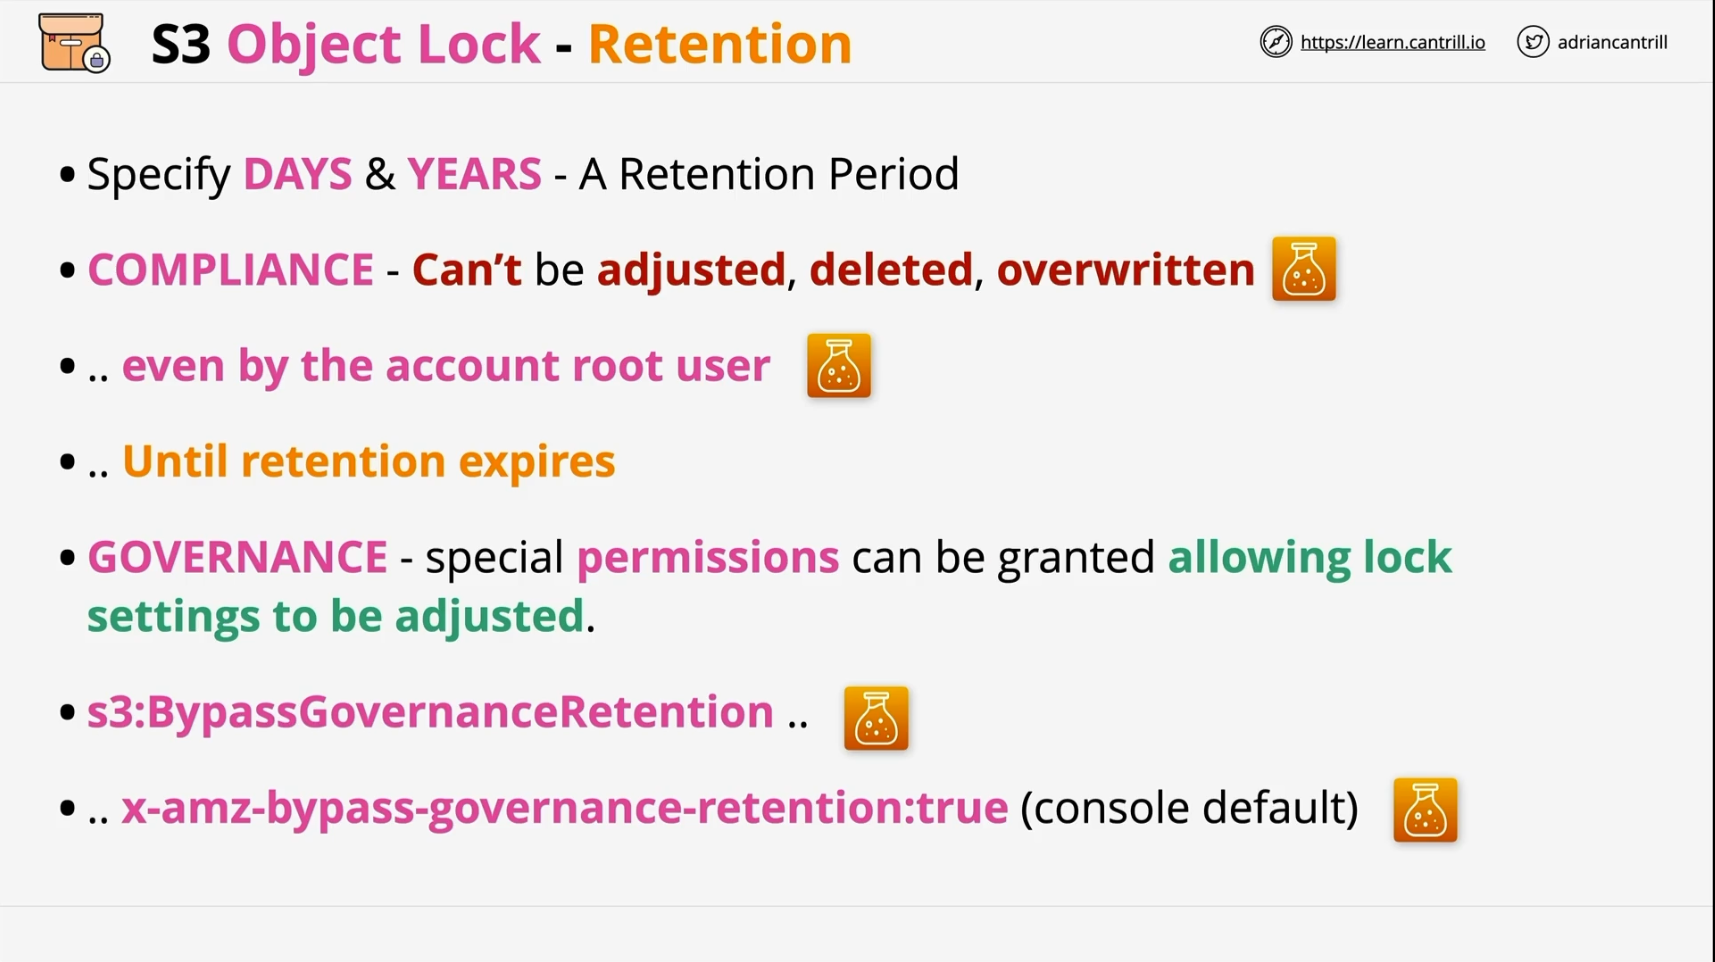 S3 Object Lock - Retention
https://learn.cantrill.io
adriancantrill
• Specify DAYS & YEARS - A Retention Period
• COMPLIANCE - Can’t be adjusted, deleted, overwritten
• .. even by the account root user
• .. Until retention expires
• GOVERNANCE - special permissions can be granted allowing lock
settings to be adjusted.
• s3:BypassGovernanceRetention ..
• .. x-amz-bypass-governance-retention:true (console default)